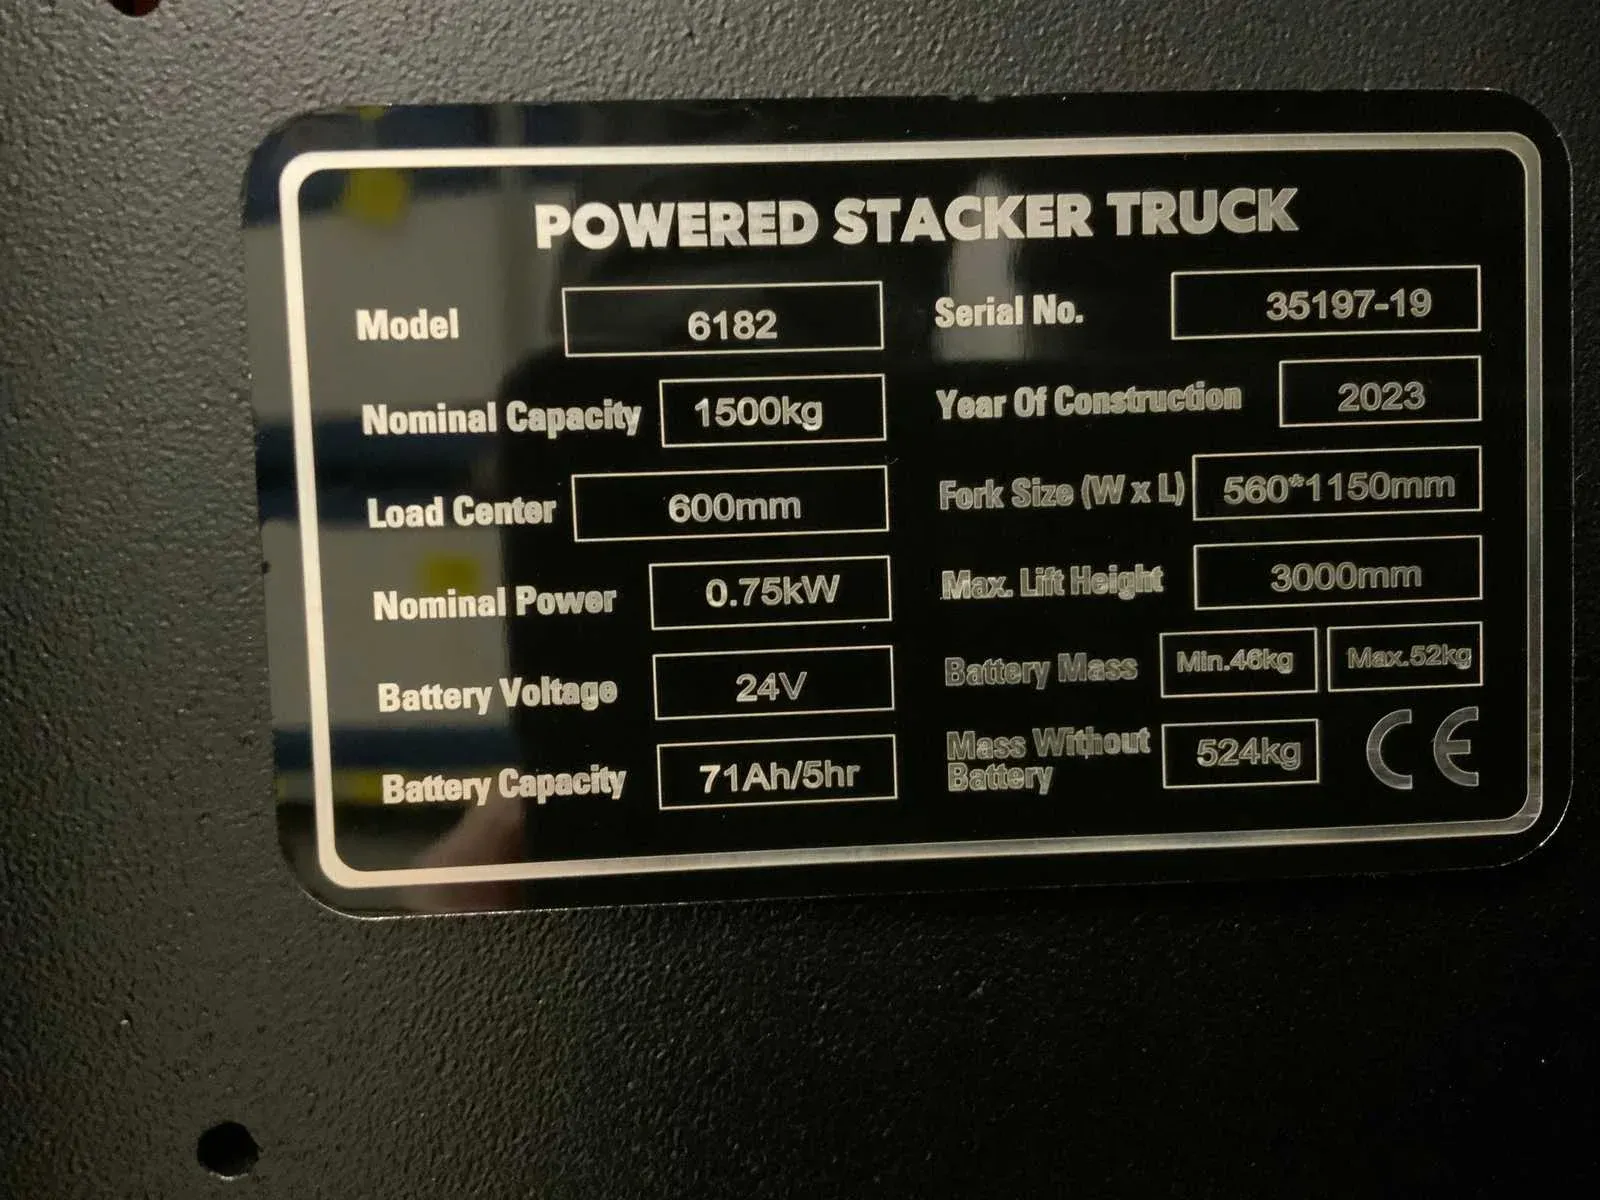 POWERED STACKER TRUCK
Model 6182
Nominal Capacity 1500kg
Load Center 600mm
Nominal Power 0.75kW
Battery Voltage 24V
Battery Capacity 71Ah/5hr
Serial No. 35197-19
Year Of Construction 2023
Fork Size (W x L) 560*1150mm
Max. Lift Height 3000mm
Battery Mass Min.46kg Max.52kg
Mass Without
Battery 524kg
CE